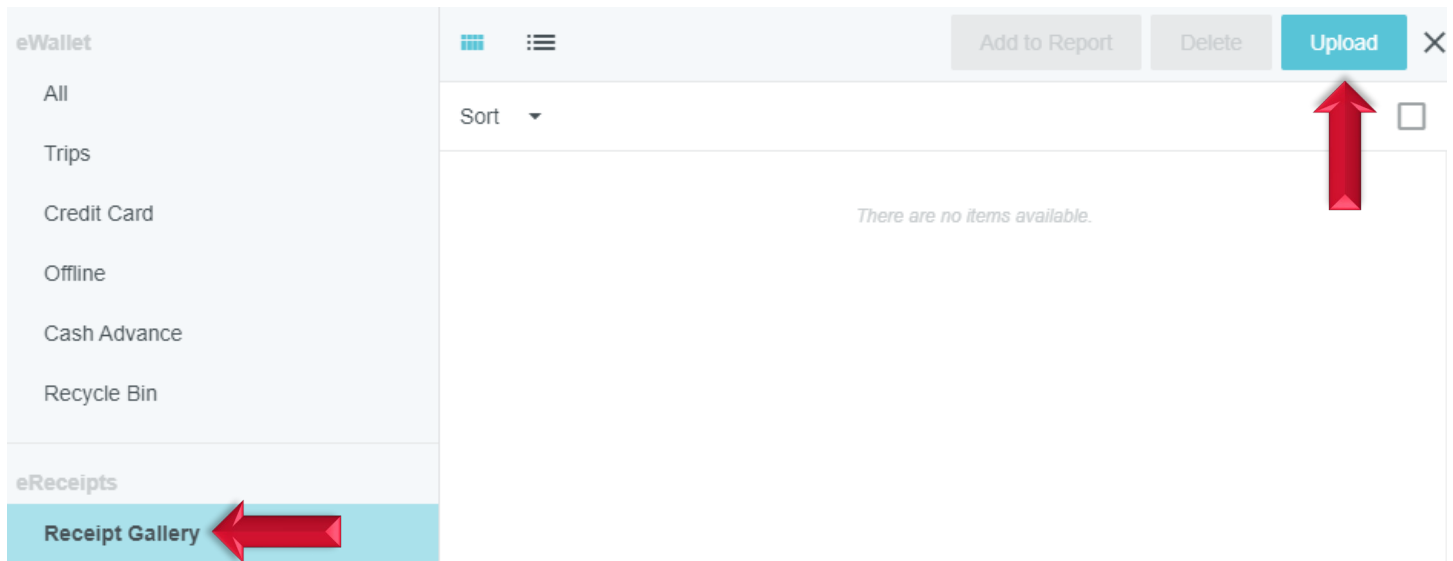 eWallet
All
Trips
Credit Card
Offline
Cash Advance
Recycle Bin
eReceipts
Receipt Gallery
Add to Report
Delete
Upload
Sort
There are no items available.